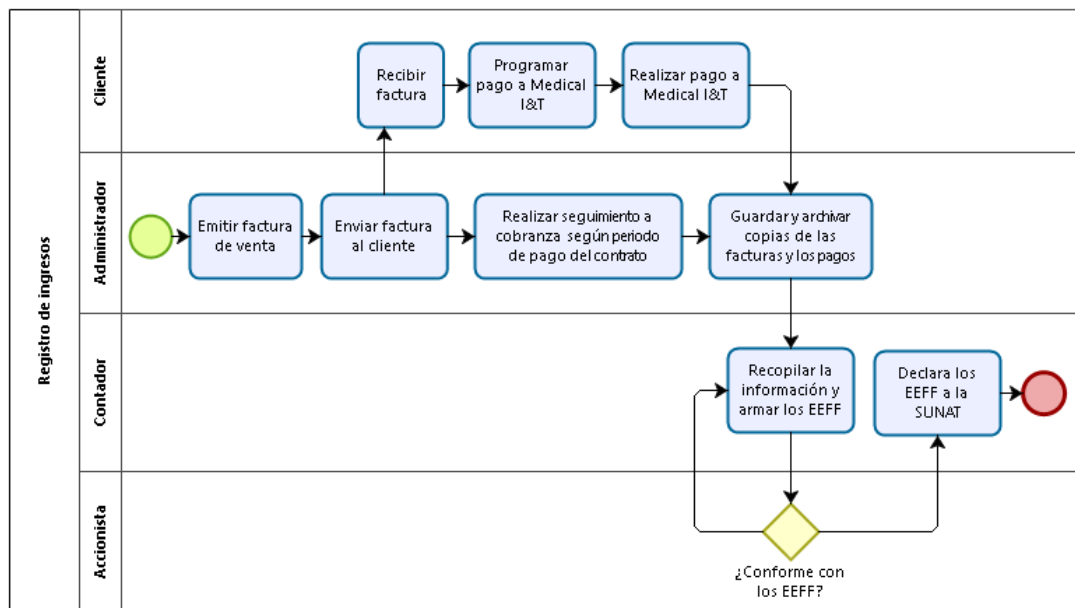 Registro de ingresos
Cliente
Recibir
factura
Programar
pago a Medical
I&T
Realizar pago a
Medical I&T
Administrador
Emitir factura
de venta
Enviar factura
al cliente
Realizar seguimiento a
cobranza según periodo
de pago del contrato
Guardar y archivar
copias de las
facturas y los pagos
Contador
Recopilar la
información y
armar los EEFF
Declara los
EEFF a la
SUNAT
Accionista
¿Conforme con
los EEFF?